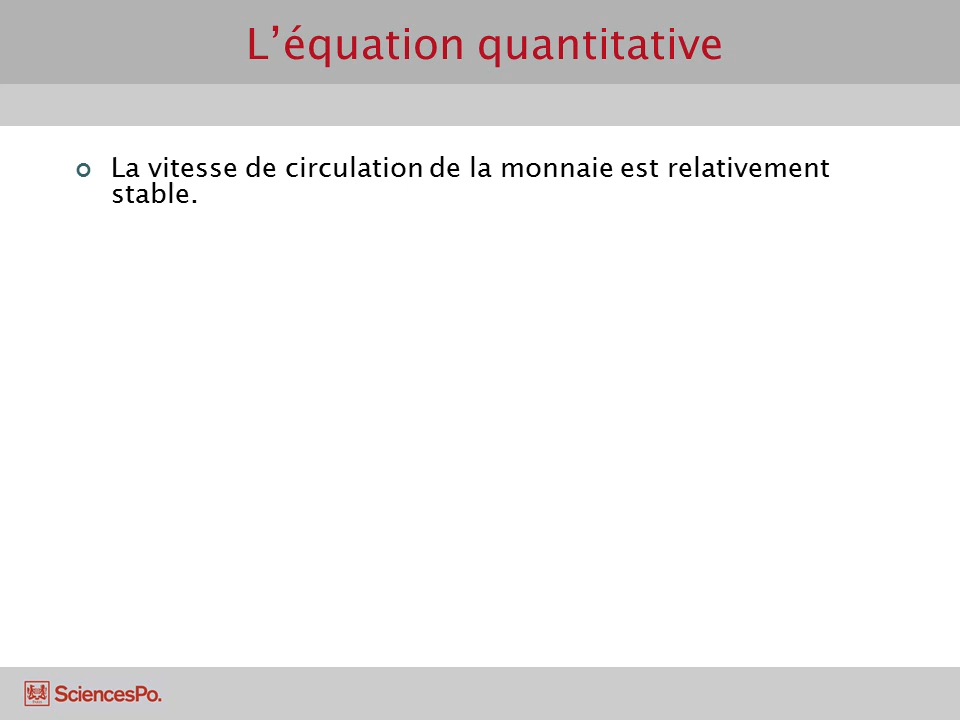 L’équation quantitative
La vitesse de circulation de la monnaie est relativement
stable.
SciencesPo.